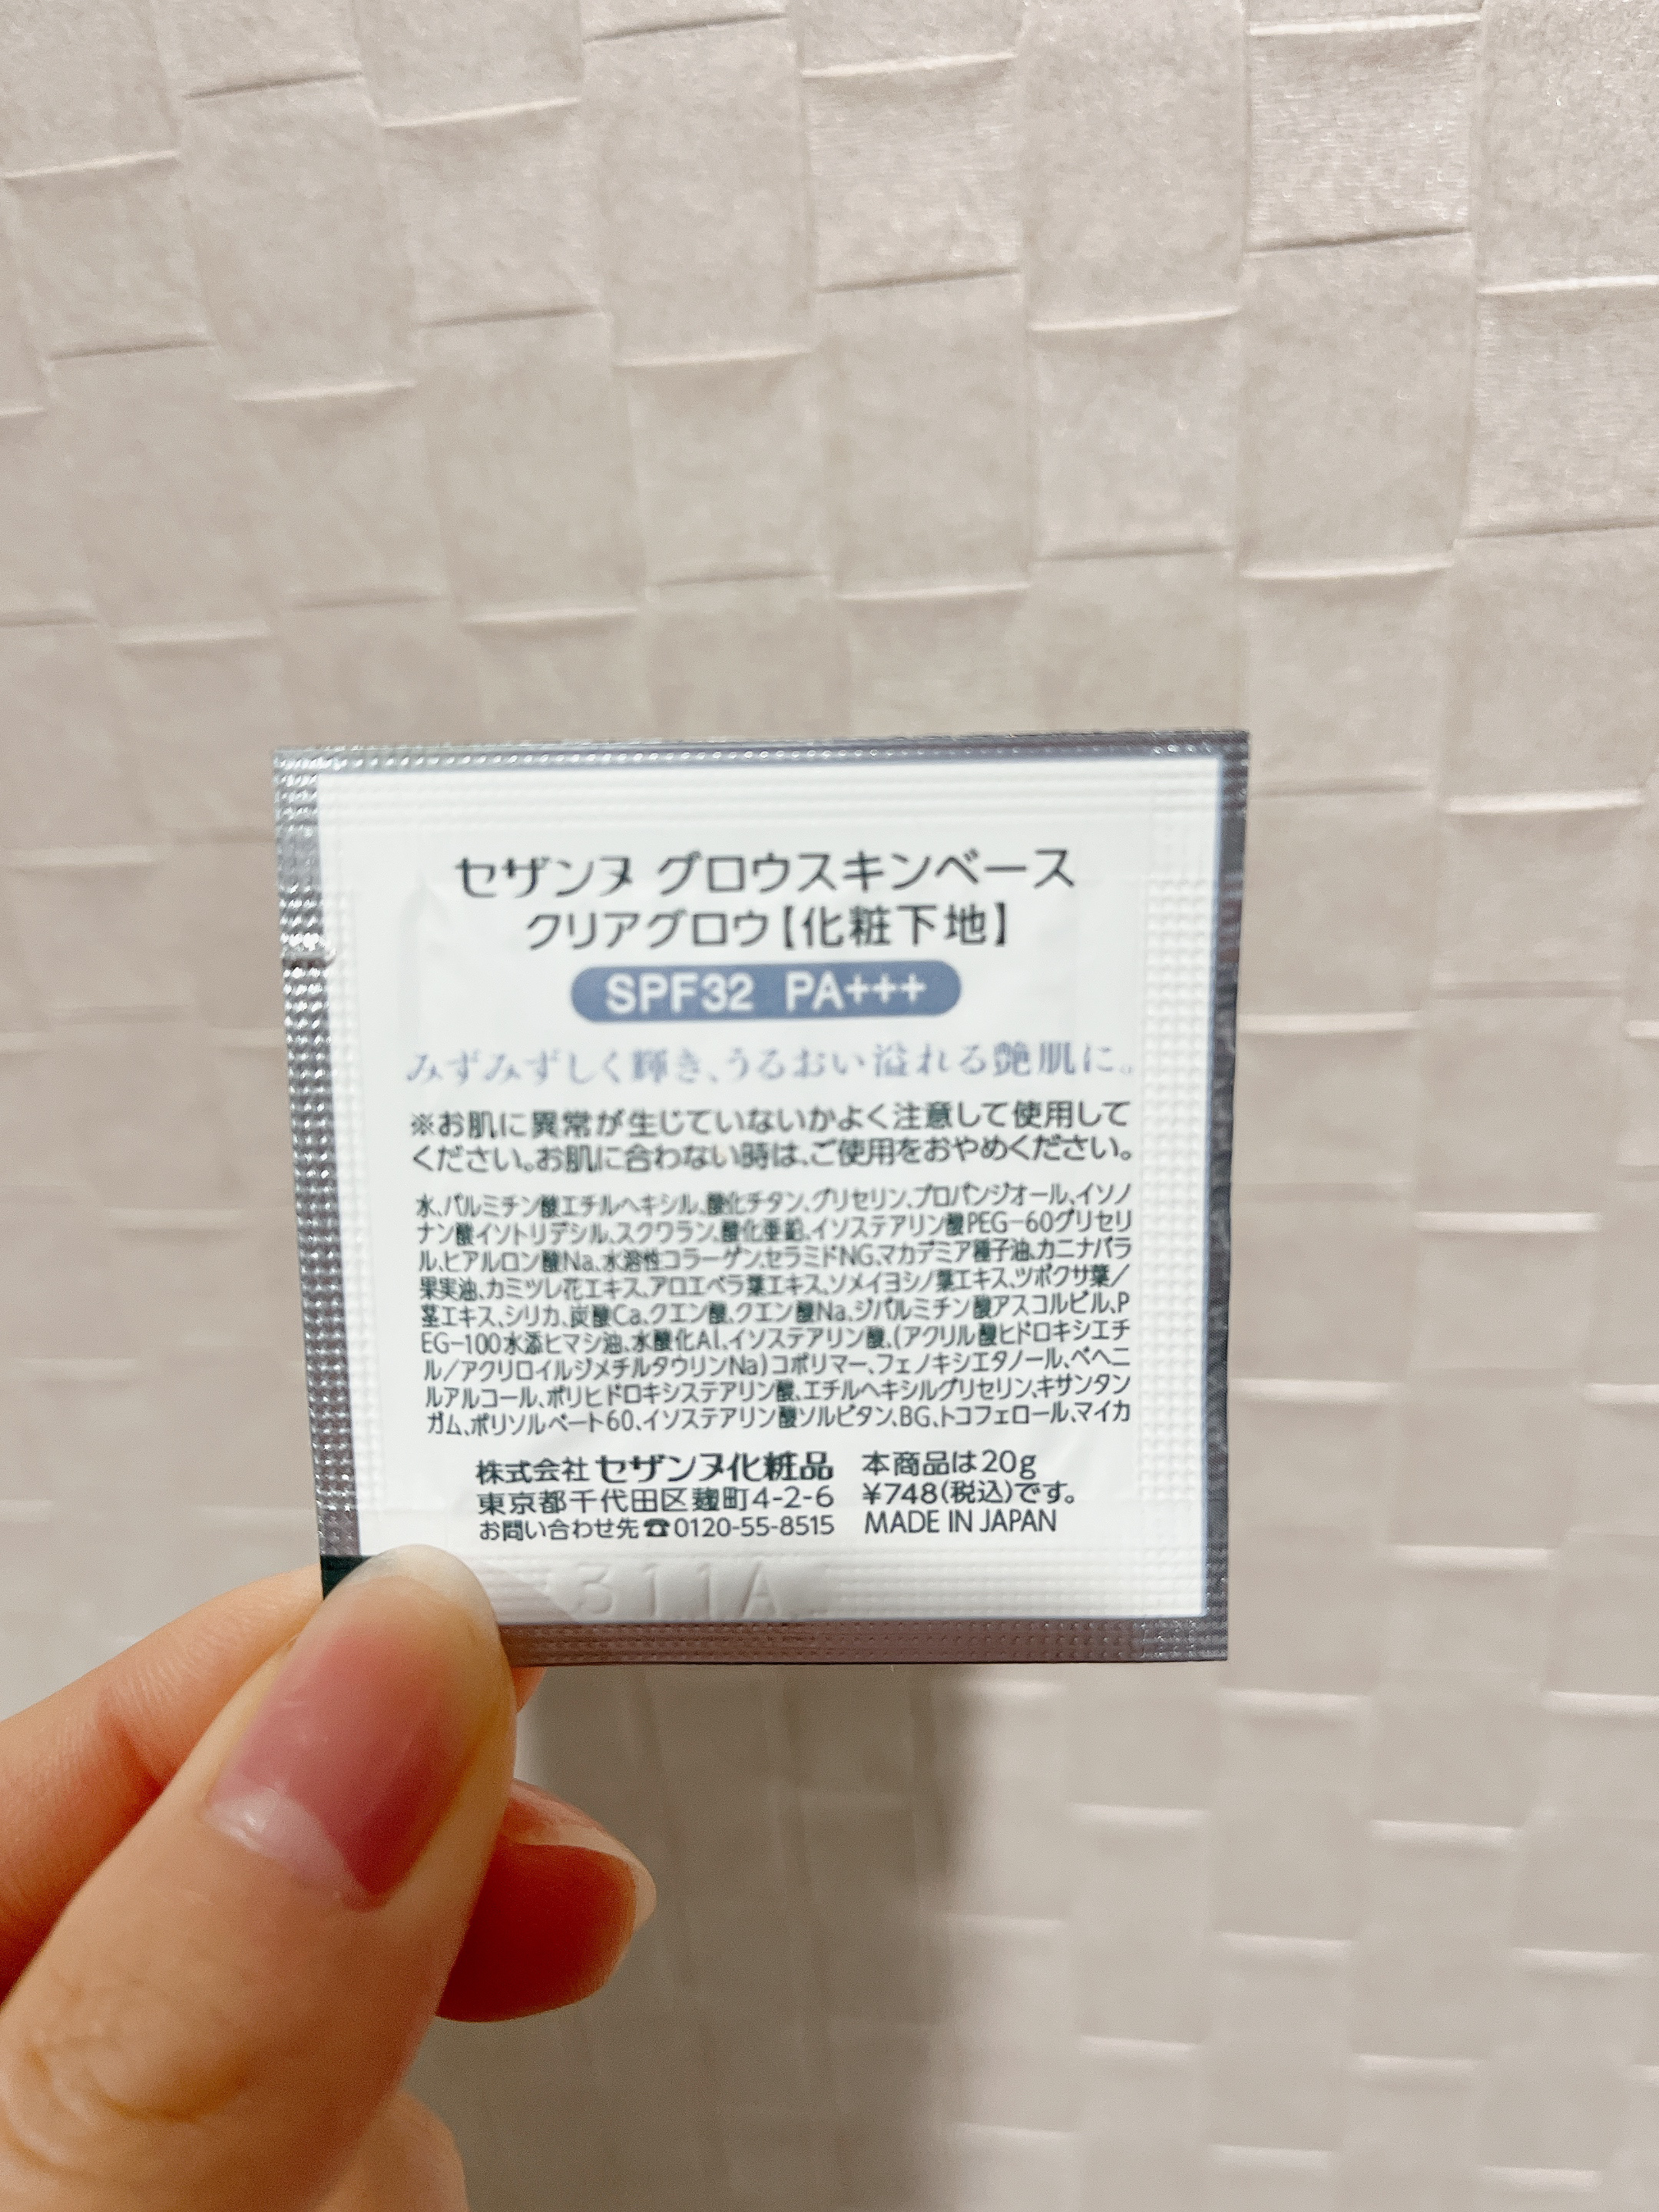 セザンヌ グロウスキンベース
クリアグロウ【化粧下地】
SPF32 PA+++
みずみずしく輝き、うるおい溢れる艶肌に。
※お肌に異常が生じていないかよく注意して使用して
ください。お肌に合わない時は、ご使用をおやめください。
水、パルミチン酸エチルヘキシル、酸化チタン、グリセリン、プロパンジオール、イソノ
ナン酸イソトリデシル、スクワラン、酸化亜鉛、イソステアリン酸PEG-60グリセリ
ル、ヒアルロン酸Na、水溶性コラーゲン、セラミドNG、マカデミア種子油、カニナバラ
果実油、カミツレ花エキス、アロエベラ葉エキス、ソメイヨシノ葉エキス、ツボクサ葉/
茎エキス、シリカ、炭酸Ca、クエン酸、クエン酸Na、ジパルミチン酸アスコルビル、P
EG-100水添ヒマシ油、水酸化Al、イソステアリン酸、(アクリル酸ヒドロキシエチ
ル/アクリロイルジメチルタウリンNa)コポリマー、フェノキシエタノール、ベヘニ
ルアルコール、ポリヒドロキシステアリン酸、エチルヘキシルグリセリン、キサンタン
ガム、ポリソルベート60、イソステアリン酸ソルビタン、BG、トコフェロール、マイカ
株式会社 セザンヌ化粧品
東京都千代田区麹町4-2-6
お問い合わせ先☎0120-55-8515
本商品は20g
¥748(税込)です。
MADE IN JAPAN
311A